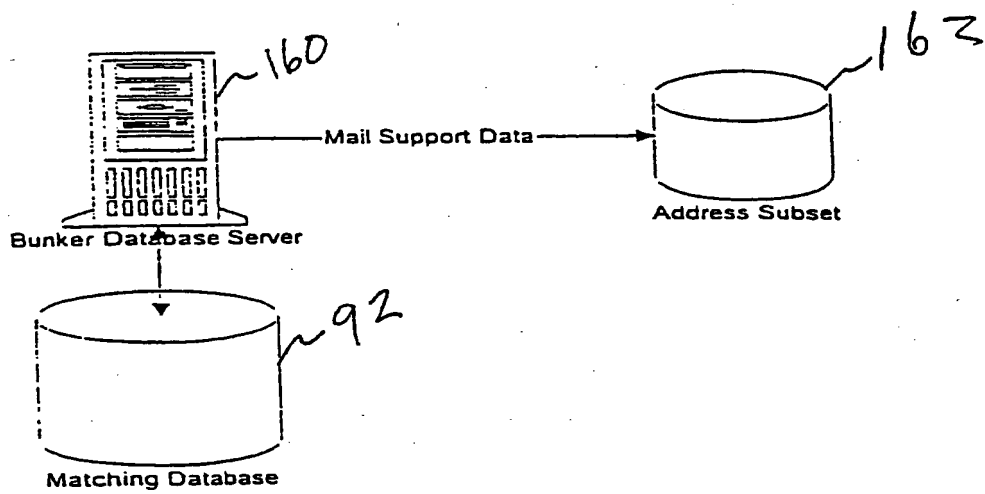 160
163
Mail Support Data
Address Subset
Bunker Database Server
92
Matching Database